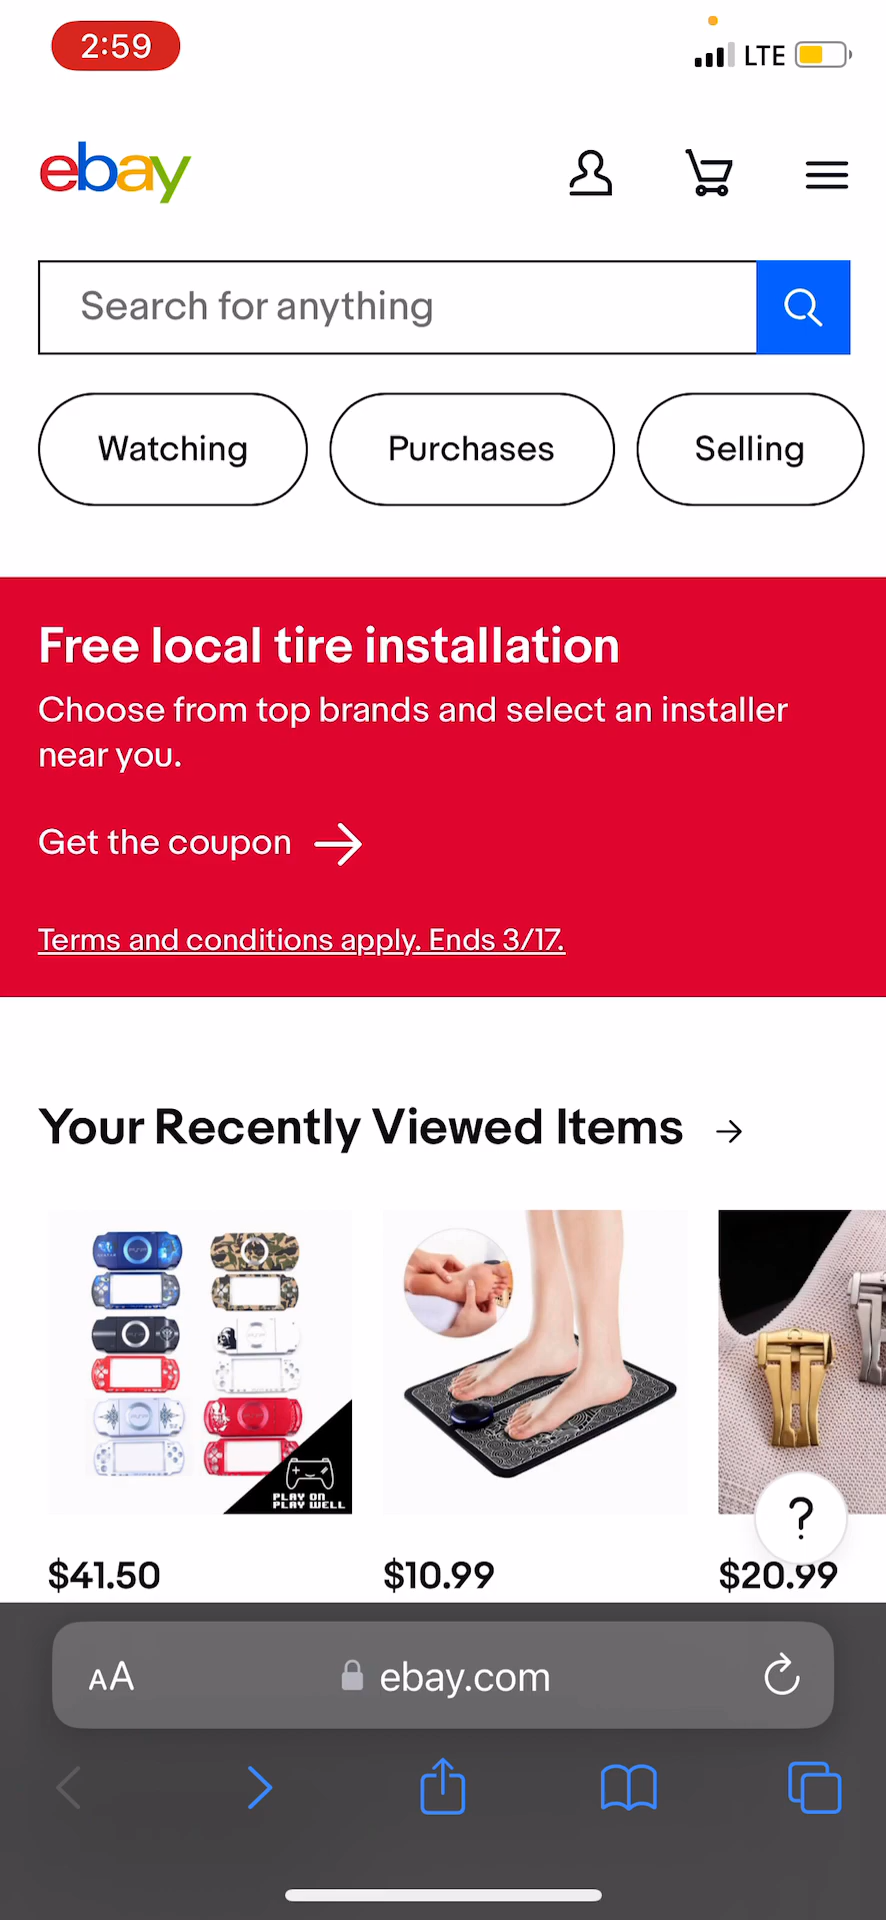 2:59
LTE
ebay
Search for anything
Watching
Purchases
Selling
Free local tire installation
Choose from top brands and select an installer
near you.
Get the coupon
Terms and conditions apply. Ends 3/17.
Your Recently Viewed Items
PLAY ON
PLAY WELL
?
$41.50
$10.99
$20.99
AA
ebay.com